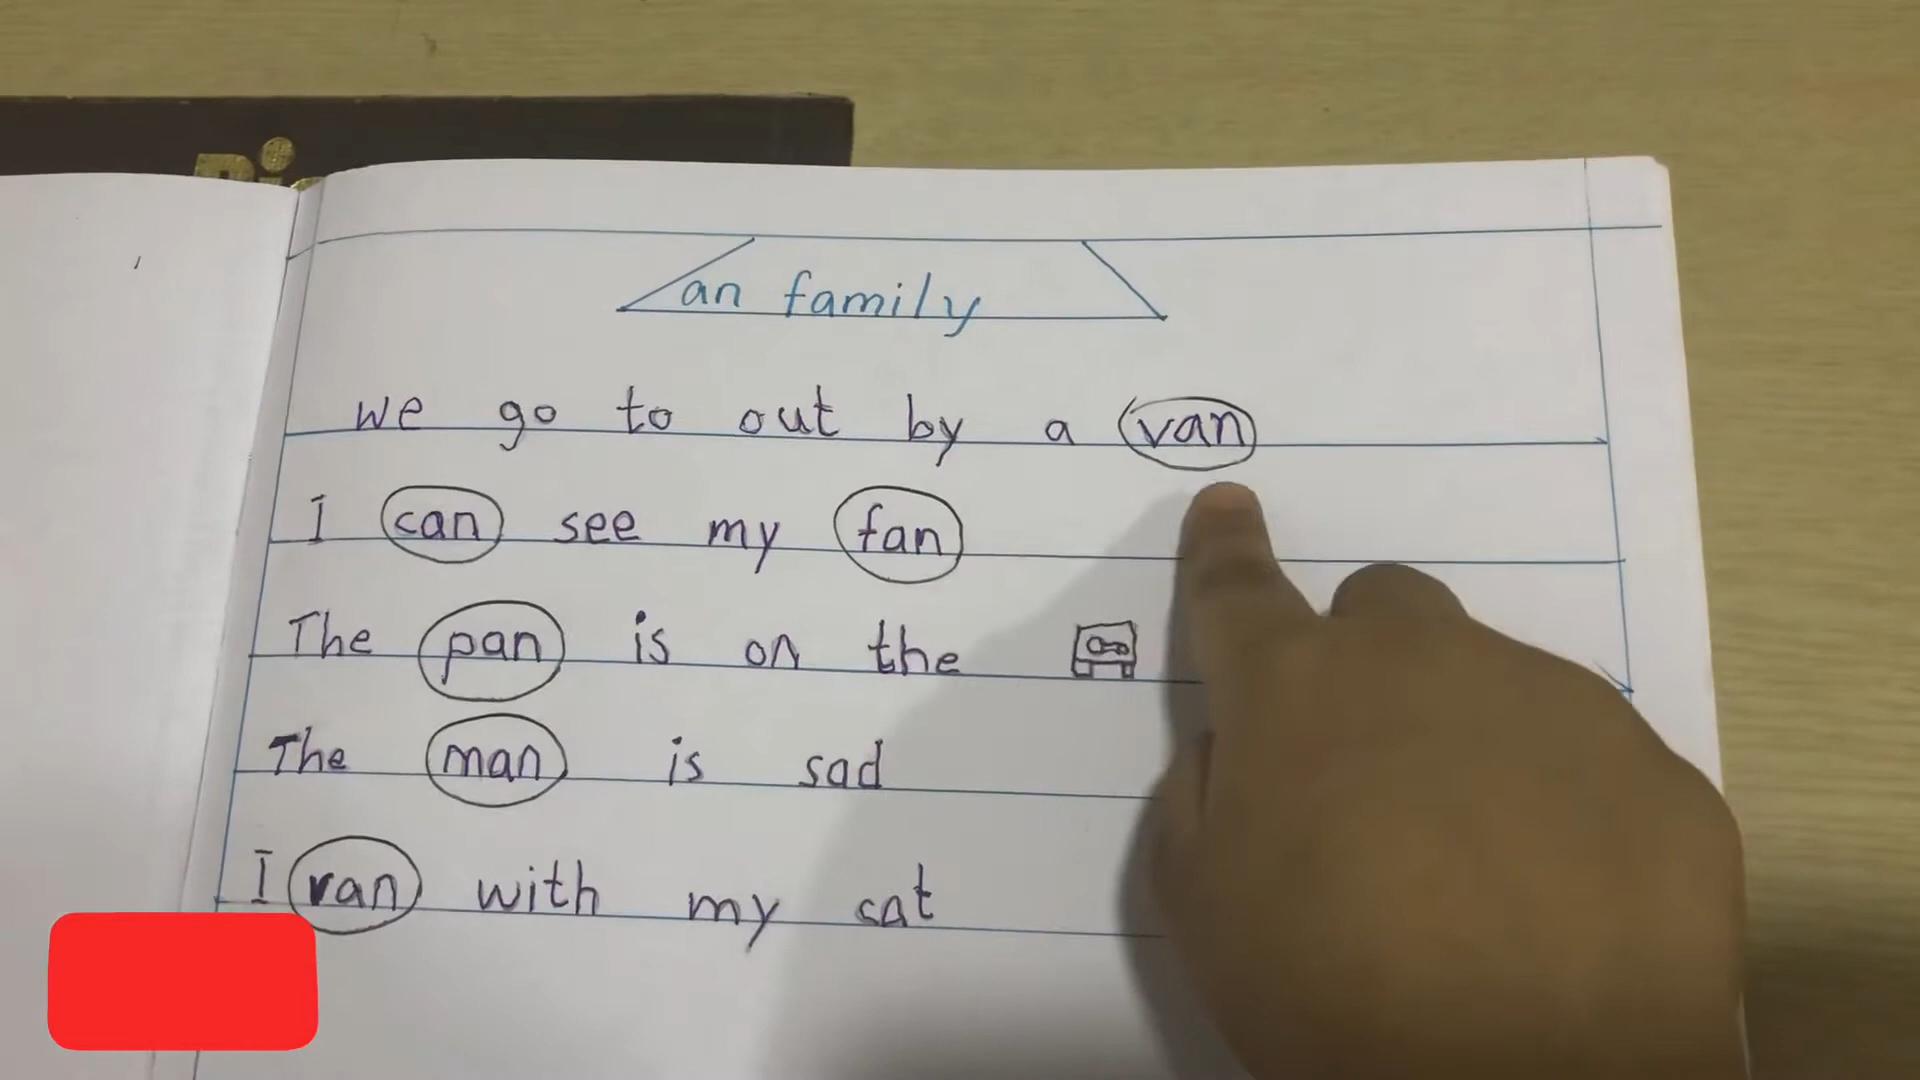 an family
we go to out by a van
I can see my fan
The pan is on the
The man is sad
I ran with my cat